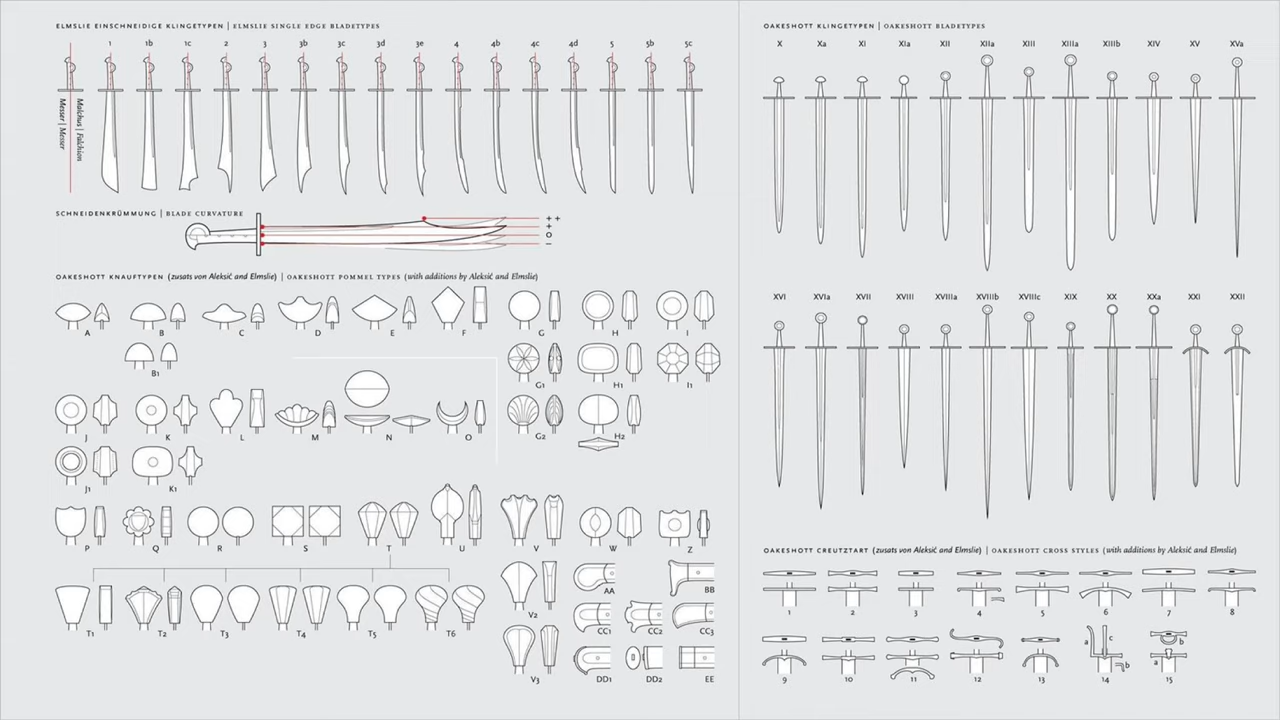 ELMSLIE EINSCHNEIDIGE KLINGETYPEN | ELMSLIE SINGLE EDGE BLADETYPES
1 1b 1c 2 3 3b 3c 3d 3e 4 4b 4c 4d 5 5b 5c
Messer | Messer
Malchus | Falchion
SCHNEIDENKRÜMMUNG | BLADE CURVATURE
+ +
+
O
–
OAKESHOTT KNAUFTYPEN (zusats von Aleksić and Elmslie) | OAKESHOTT POMMEL TYPES (with additions by Aleksić and Elmslie)
A B C D E F G H I
B1 G1 H1 I1
J K L M N O G2 H2
J1 K1
P Q R S T U V W Z
T1 T2 T3 T4 T5 T6
V2 AA BB
CC1 CC2 CC3
V3 DD1 DD2 EE
OAKESHOTT KLINGETYPEN | OAKESHOTT BLADETYPES
X Xa XI XIa XII XIIa XIII XIIIa XIIIb XIV XV XVa
XVI XVIa XVII XVIII XVIIIa XVIIIb XVIIIc XIX XX XXa XXI XXII
OAKESHOTT CREUTZTART (zusats von Aleksić and Elmslie) | OAKESHOTT CROSS STYLES (with additions by Aleksić and Elmslie)
1 2 3 4 5 6 7 8
a c b
b a
9 10 11 12 13 14 15